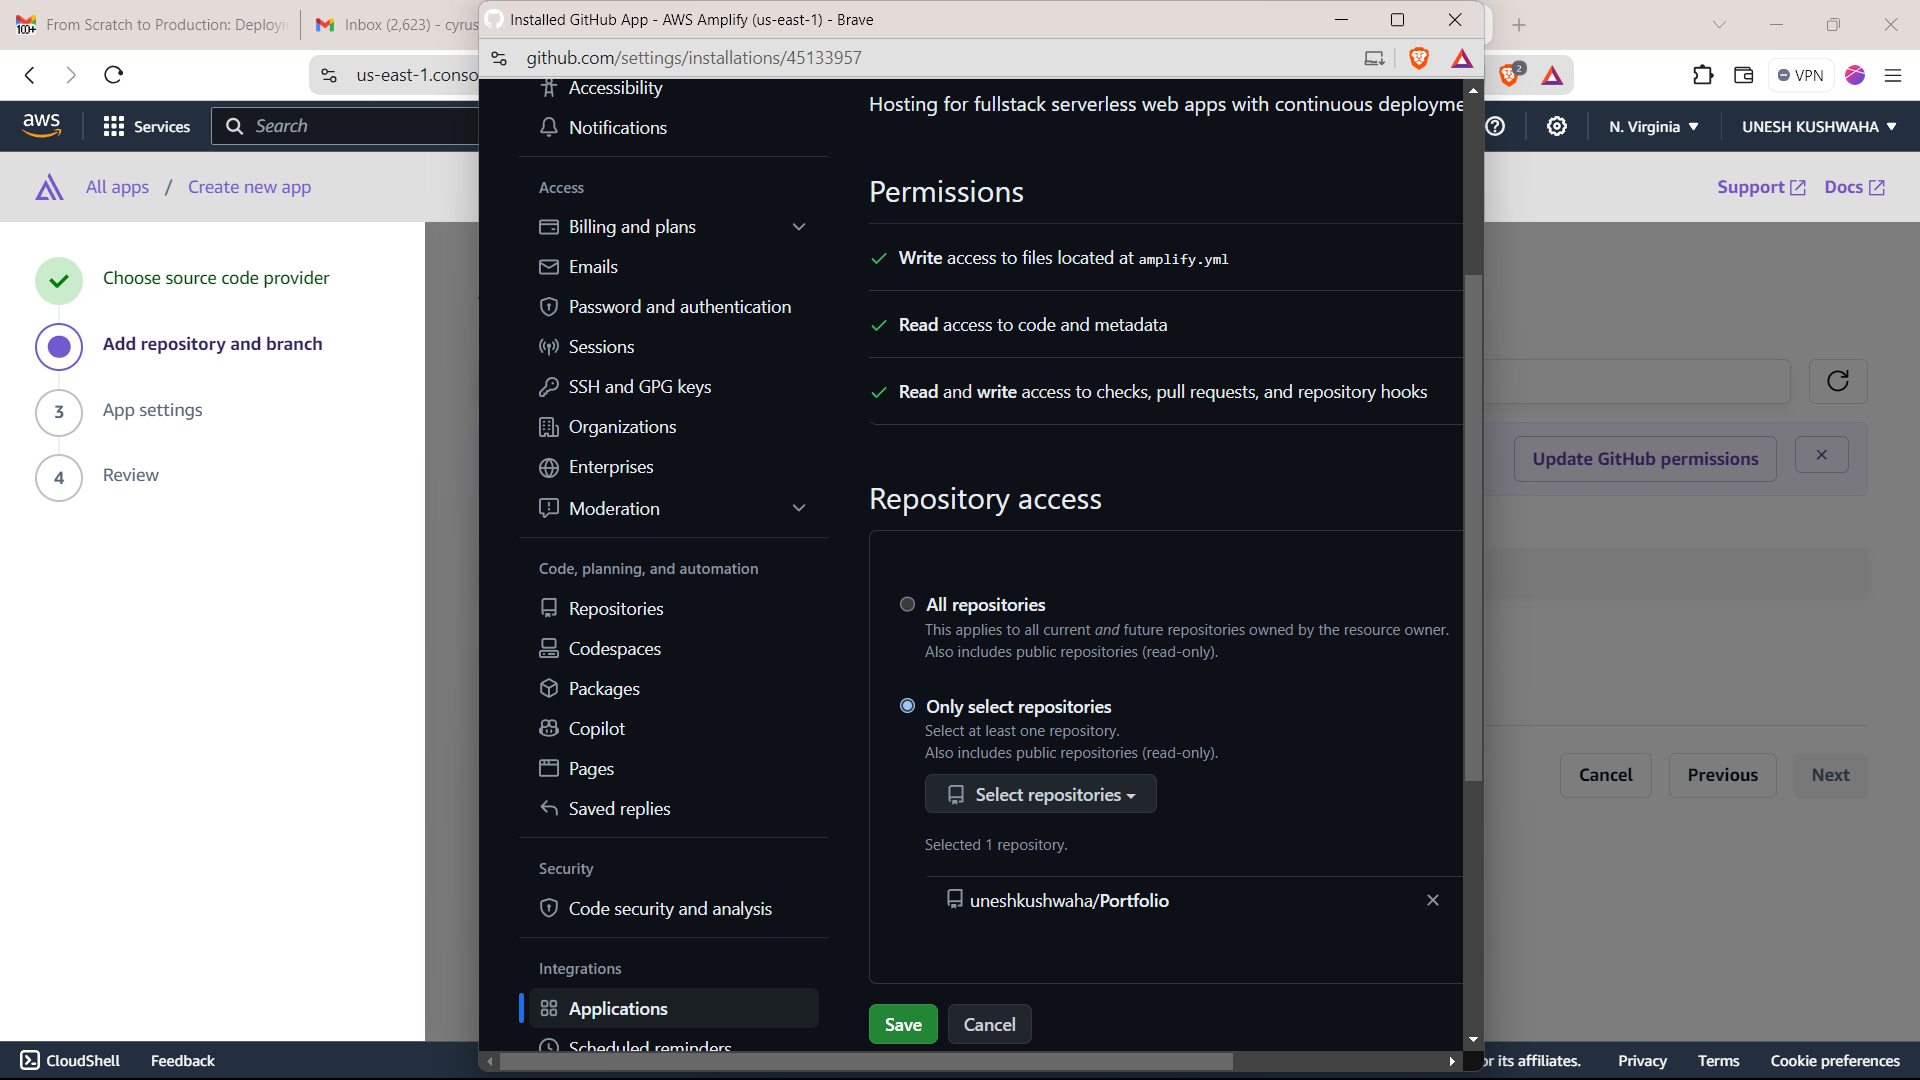 From Scratch to Production: Deployi
Inbox (2,623) - cyrus
Installed GitHub App - AWS Amplify (us-east-1) - Brave
us-east-1.conso
github.com/settings/installations/45133957
2
VPN
aws
Services
Search
N. Virginia
UNESH KUSHWAHA
All apps / Create new app
Support
Docs
Choose source code provider
Add repository and branch
3
App settings
4
Review
Accessibility
Notifications
Access
Billing and plans
Emails
Password and authentication
Sessions
SSH and GPG keys
Organizations
Enterprises
Moderation
Code, planning, and automation
Repositories
Codespaces
Packages
Copilot
Pages
Saved replies
Security
Code security and analysis
Integrations
Applications
Scheduled reminders
Hosting for fullstack serverless web apps with continuous deployme
Permissions
Write access to files located at amplify.yml
Read access to code and metadata
Read and write access to checks, pull requests, and repository hooks
Repository access
All repositories
This applies to all current and future repositories owned by the resource owner.
Also includes public repositories (read-only).
Only select repositories
Select at least one repository.
Also includes public repositories (read-only).
Select repositories
Selected 1 repository.
uneshkushwaha/Portfolio
Save
Cancel
Update GitHub permissions
Cancel
Previous
Next
CloudShell
Feedback
or its affiliates.
Privacy
Terms
Cookie preferences